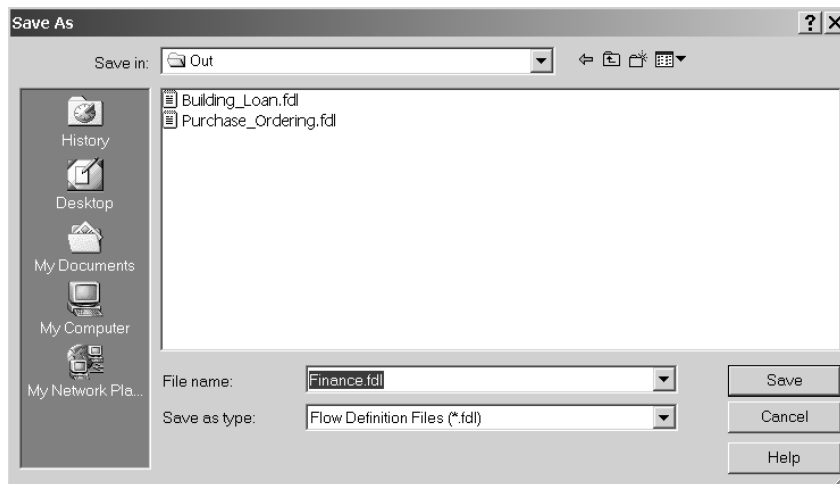 Save As
Save in:
Out
Building_Loan.fdl
Purchase_Ordering.fdl
History
Desktop
My Documents
My Computer
My Network Pla...
File name:
Finance.fdl
Save
Save as type:
Flow Definition Files (*.fdl)
Cancel
Help